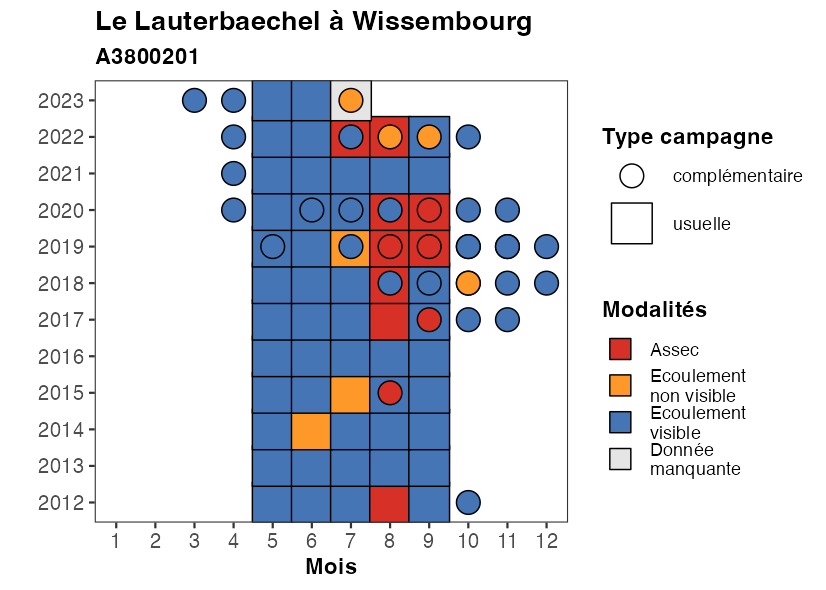 Le Lauterbaechel à Wissembourg
A3800201
2023
2022
2021
2020
2019
2018
2017
2016
2015
2014
2013
2012
1 2 3 4 5 6 7 8 9 10 11 12
Mois
Type campagne
complémentaire
usuelle
Modalités
Assec
Ecoulement
non visible
Ecoulement
visible
Donnée
manquante